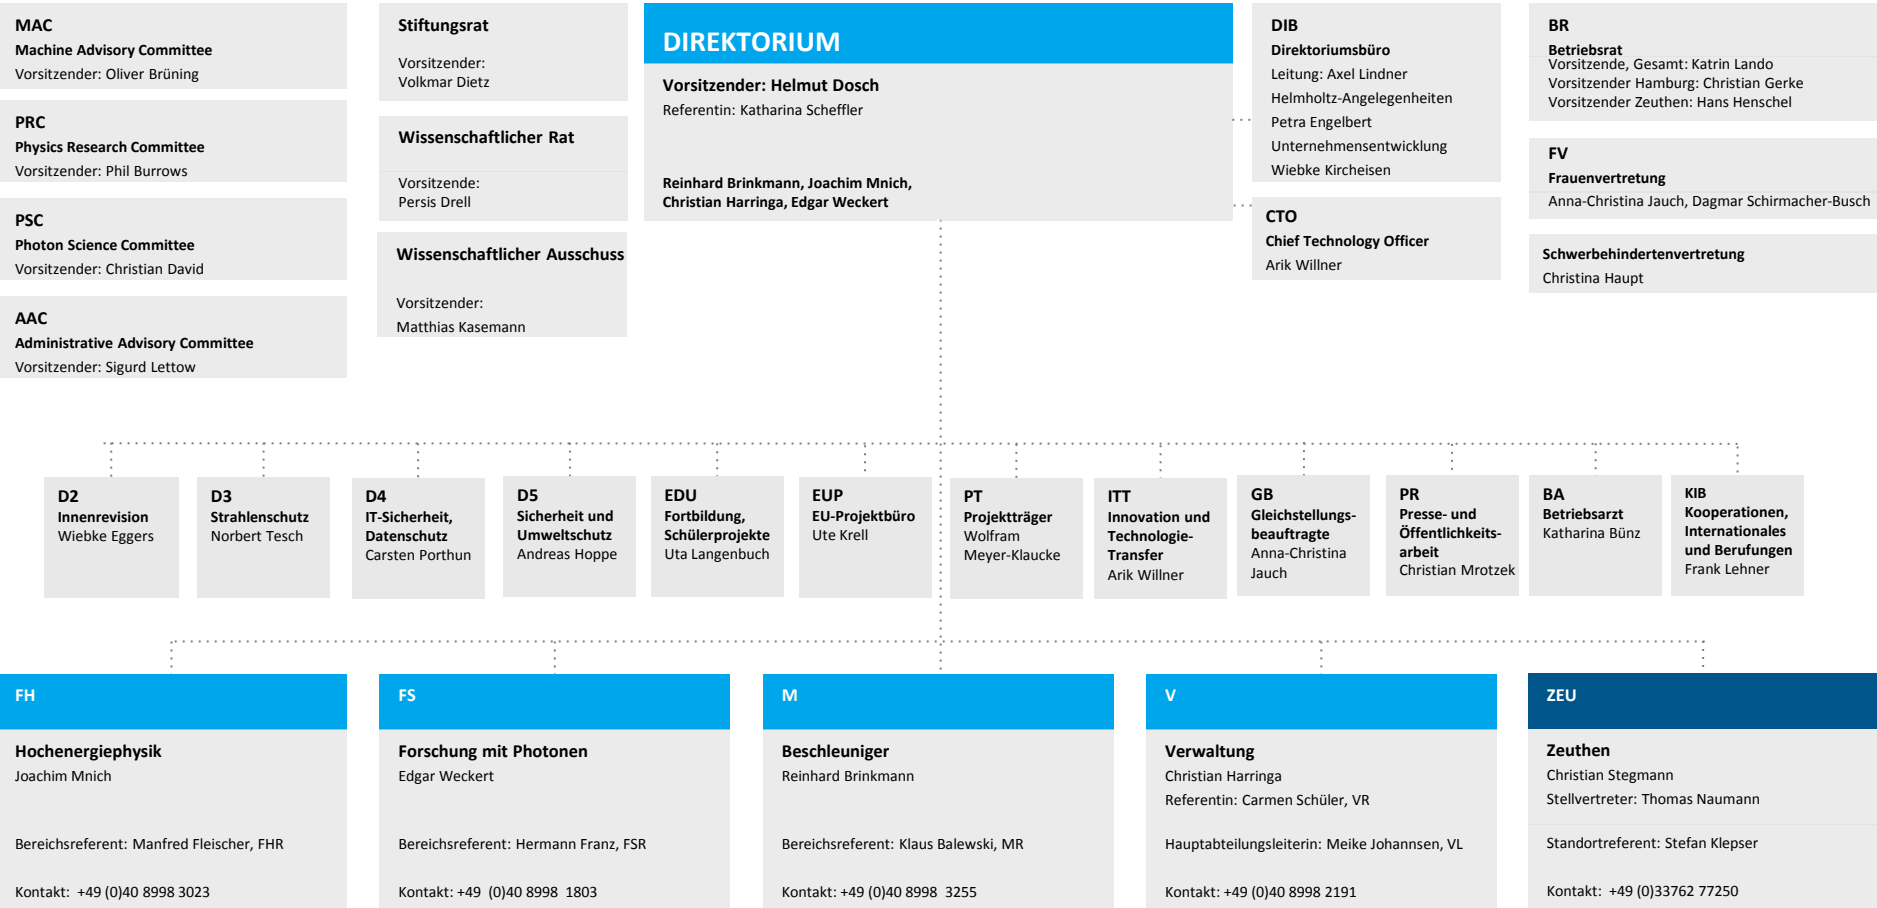 MAC
Machine Advisory Committee
Vorsitzender: Oliver Brüning
PRC
Physics Research Committee
Vorsitzender: Phil Burrows
PSC
Photon Science Committee
Vorsitzender: Christian David
AAC
Administrative Advisory Committee
Vorsitzender: Sigurd Lettow
Stiftungsrat
Vorsitzender:
Volkmar Dietz
Wissenschaftlicher Rat
Vorsitzende:
Persis Drell
Wissenschaftlicher Ausschuss
Vorsitzender:
Matthias Kasemann
DIREKTORIUM
Vorsitzender: Helmut Dosch
Referentin: Katharina Scheffler
Reinhard Brinkmann, Joachim Mnich,
Christian Harringa, Edgar Weckert
DIB
Direktoriumsbüro
Leitung: Axel Lindner
Helmholtz-Angelegenheiten
Petra Engelbert
Unternehmensentwicklung
Wiebke Kircheisen
CTO
Chief Technology Officer
Arik Willner
BR
Betriebsrat
Vorsitzende, Gesamt: Katrin Lando
Vorsitzender Hamburg: Christian Gerke
Vorsitzender Zeuthen: Hans Henschel
FV
Frauenvertretung
Anna-Christina Jauch, Dagmar Schirmacher-Busch
Schwerbehindertenvertretung
Christina Haupt
D2
Innenrevision
Wiebke Eggers
D3
Strahlenschutz
Norbert Tesch
D4
IT-Sicherheit,
Datenschutz
Carsten Porthun
D5
Sicherheit und
Umweltschutz
Andreas Hoppe
EDU
Fortbildung,
Schülerprojekte
Uta Langenbuch
EUP
EU-Projektbüro
Ute Krell
PT
Projektträger
Wolfram
Meyer-Klaucke
ITT
Innovation und
Technologie-
Transfer
Arik Willner
GB
Gleichstellungs-
beauftragte
Anna-Christina
Jauch
PR
Presse- und
Öffentlichkeits-
arbeit
Christian Mrotzek
BA
Betriebsarzt
Katharina Bünz
KIB
Kooperationen,
Internationales
und Berufungen
Frank Lehner
FH
Hochenergiephysik
Joachim Mnich
Bereichsreferent: Manfred Fleischer, FHR
Kontakt: +49 (0)40 8998 3023
FS
Forschung mit Photonen
Edgar Weckert
Bereichsreferent: Hermann Franz, FSR
Kontakt: +49 (0)40 8998 1803
M
Beschleuniger
Reinhard Brinkmann
Bereichsreferent: Klaus Balewski, MR
Kontakt: +49 (0)40 8998 3255
V
Verwaltung
Christian Harringa
Referentin: Carmen Schüler, VR
Hauptabteilungsleiterin: Meike Johannsen, VL
Kontakt: +49 (0)40 8998 2191
ZEU
Zeuthen
Christian Stegmann
Stellvertreter: Thomas Naumann
Standortreferent: Stefan Klepser
Kontakt: +49 (0)33762 77250